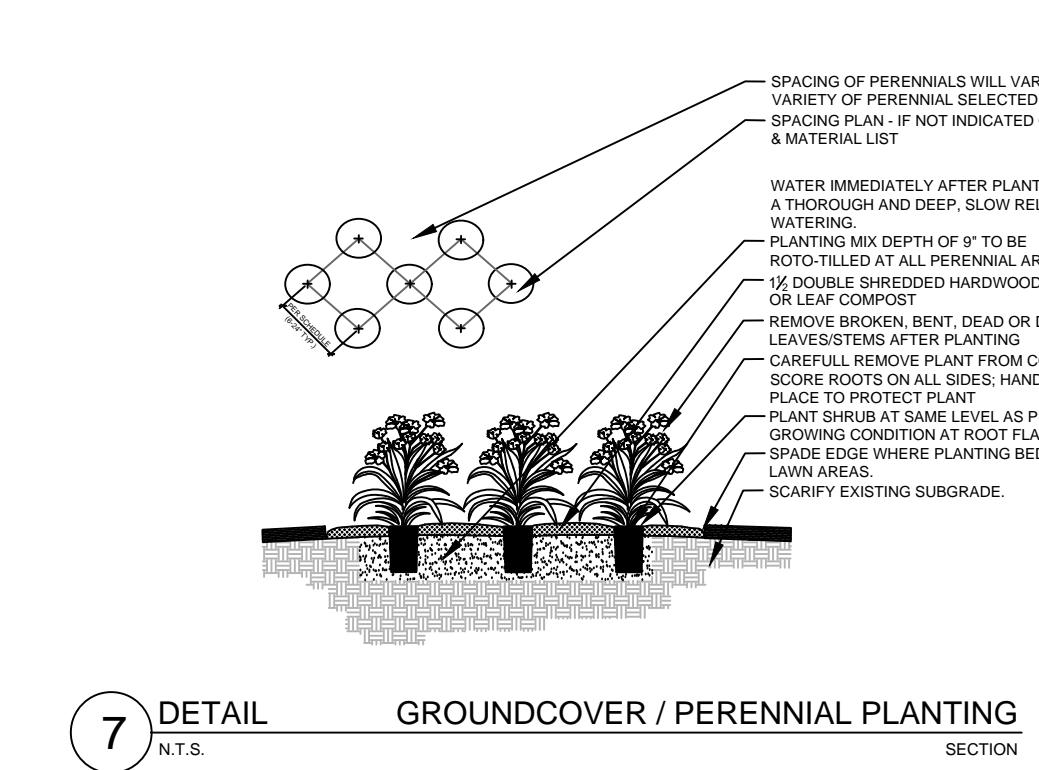 SPACING OF PERENNIALS WILL VAR
VARIETY OF PERENNIAL SELECTED
SPACING PLAN - IF NOT INDICATED
& MATERIAL LIST
WATER IMMEDIATELY AFTER PLANT
A THOROUGH AND DEEP, SLOW REL
WATERING.
PLANTING MIX DEPTH OF 9" TO BE
ROTO-TILLED AT ALL PERENNIAL AR
1½ DOUBLE SHREDDED HARDWOOD
OR LEAF COMPOST
REMOVE BROKEN, BENT, DEAD OR D
LEAVES/STEMS AFTER PLANTING
CAREFULL REMOVE PLANT FROM CO
SCORE ROOTS ON ALL SIDES; HAND
PLACE TO PROTECT PLANT
PLANT SHRUB AT SAME LEVEL AS P
GROWING CONDITION AT ROOT FLA
SPADE EDGE WHERE PLANTING BED
LAWN AREAS.
SCARIFY EXISTING SUBGRADE.
PER SCHEDULE
(6-24" TYP.)
7
DETAIL
GROUNDCOVER / PERENNIAL PLANTING
N.T.S.
SECTION